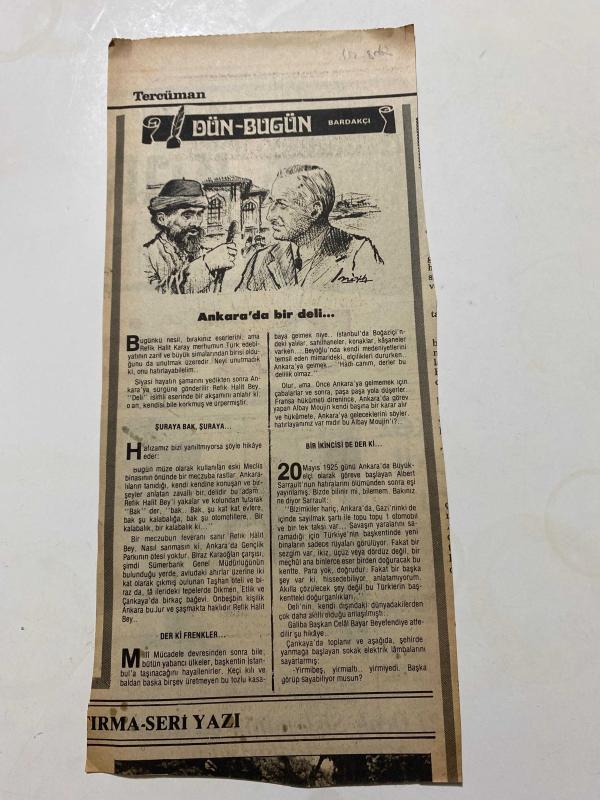 Tercüman
DÜN-BUGÜN BARDAKÇI
Ankara'da bir deli...
Bugünkü nesil, bırakınız eserlerini, ama
Refik Halit Karay merhumun Türk edebi-
yatının zarif ve büyük simalarından birisi oldu-
ğunu da unutmak üzeredir. Neyi unutmadık
ki, onu hatırlayabilelim..
Siyasi hayatın şamarını yedikten sonra An-
kara'ya sürgüne gönderilir Refik Halit Bey.
"Deli" isimli eserinde bir akşamını anlatır ki;
o an, kendisi bile korkmuş ve ürpermiştir.
ŞURAYA BAK, ŞURAYA...
Hafızamız bizi yanıltmıyorsa şöyle hikâye
eder:
Bugün müze olarak kullanılan eski Meclis
binasının önünde bir meczuba rastlar. Ankara-
lıların tanıdığı, kendi kendine konuşan ve bir-
şeyler anlatan zavallı bir delidir bu adam...
Refik Halit Bey'i yakalar ve kolundan tutarak
"Bak" der, "bak.. Bak, şu kat kat evlere,
bak şu kalabalığa, bak şu otomofillere.. Bir
kalabalık, bir kalabalık ki..."
Bir meczubun feveranı sanır Refik Halit
Bey. Nasıl sanmasın ki, Ankara'da Gençlik
Parkının ötesi yoktur. Biraz Karaoğlan çarşısı,
şimdi Sümerbank Genel Müdürlüğünün
bulunduğu yerde, avludaki ahırlar üzerine iki
kat olarak çıkmış bulunan Taşhan oteli ve bi-
raz da, tâ ilerideki tepelerde Dikmen, Etlik ve
Çankaya'da birkaç bağevi. Onbeşbin kişilik
Ankara budur ve şaşmakta haklıdır Refik Halit
Bey..
DER Kİ FRENKLER...
Millî Mücadele devresinden sonra bile,
bütün yabancı ülkeler, başkentin İstan-
bul'a taşınacağını hayallenirler. Keçi kılı ve
baldan başka birşey üretmeyen bu tozlu kasa-
baya gelmek niye.. İstanbul'da Boğaziçi'n-
deki yalılar, sahilhaneler, konaklar, kâşaneler
varken.... Beyoğlu'nda kendi medeniyetlerini
temsil eden mimarideki, elçilikleri dururken..
Ankara'ya gelmek... "Hadi canım, derler bu
delilik olmaz.."
Olur, ama. Önce Ankara'ya gelmemek için
çabalarlar ve sonra, paşa paşa yola düşerler.
Fransa hükûmeti direnince, Ankara'da görev
yapan Albay Moujin kendi başına bir karar alır
ve hükûmete, Ankara'ya geleceklerini söyler.
hatırlayanınız var mıdır bu Albay Moujin'i?...
BİR İKİNCİSİ DE DER Kİ...
20 Mayıs 1925 günü Ankara'da Büyük-
elçi olarak göreve başlayan Albert
Sarrault'nun hatıralarını ölümünden sonra eşi
yayınlamış. Bizde bilinir mi, bilemem. Bakınız
ne diyor Sarrault:
"Bizimkiler hariç, Ankara'da, Gazi'ninki de
içinde sayılmak şartı ile topu topu 1 otomobil
ve bir tek taksi var... Savaşın yaralarını sa-
ramadığı için Türkiye'nin başkentinde yeni
binaların sadece rüyaları görülüyor. Fakat bir
sezgim var, ikiz, üçüz veya dördüz değil, bir
meçhûl ana binlerce eser birden doğuracak bu
kentte. Para yok, doğrudur. Fakat bir başka
şey var ki, hissedebiliyor, anlatamıyorum.
Akılla çözülecek şey değil bu Türklerin baş-
kentteki doğurganlıkları.."
Deli'nin, kendi dışındaki dünyadakilerden
çok daha akıllı olduğu anlaşılmıştı..
Galiba Başkan Celâl Bayar Beyefendiye atfe-
dilir şu hikâye..
Çankaya'da toplanır ve aşağıda, şehirde
yanmağa başlayan sokak elektrik lâmbalarını
sayarlarmış:
-Yirmibeş, yirmialtı.. yirmiyedi. Başka
görüp sayabiliyor musun?
TIRMA-SERİ YAZI